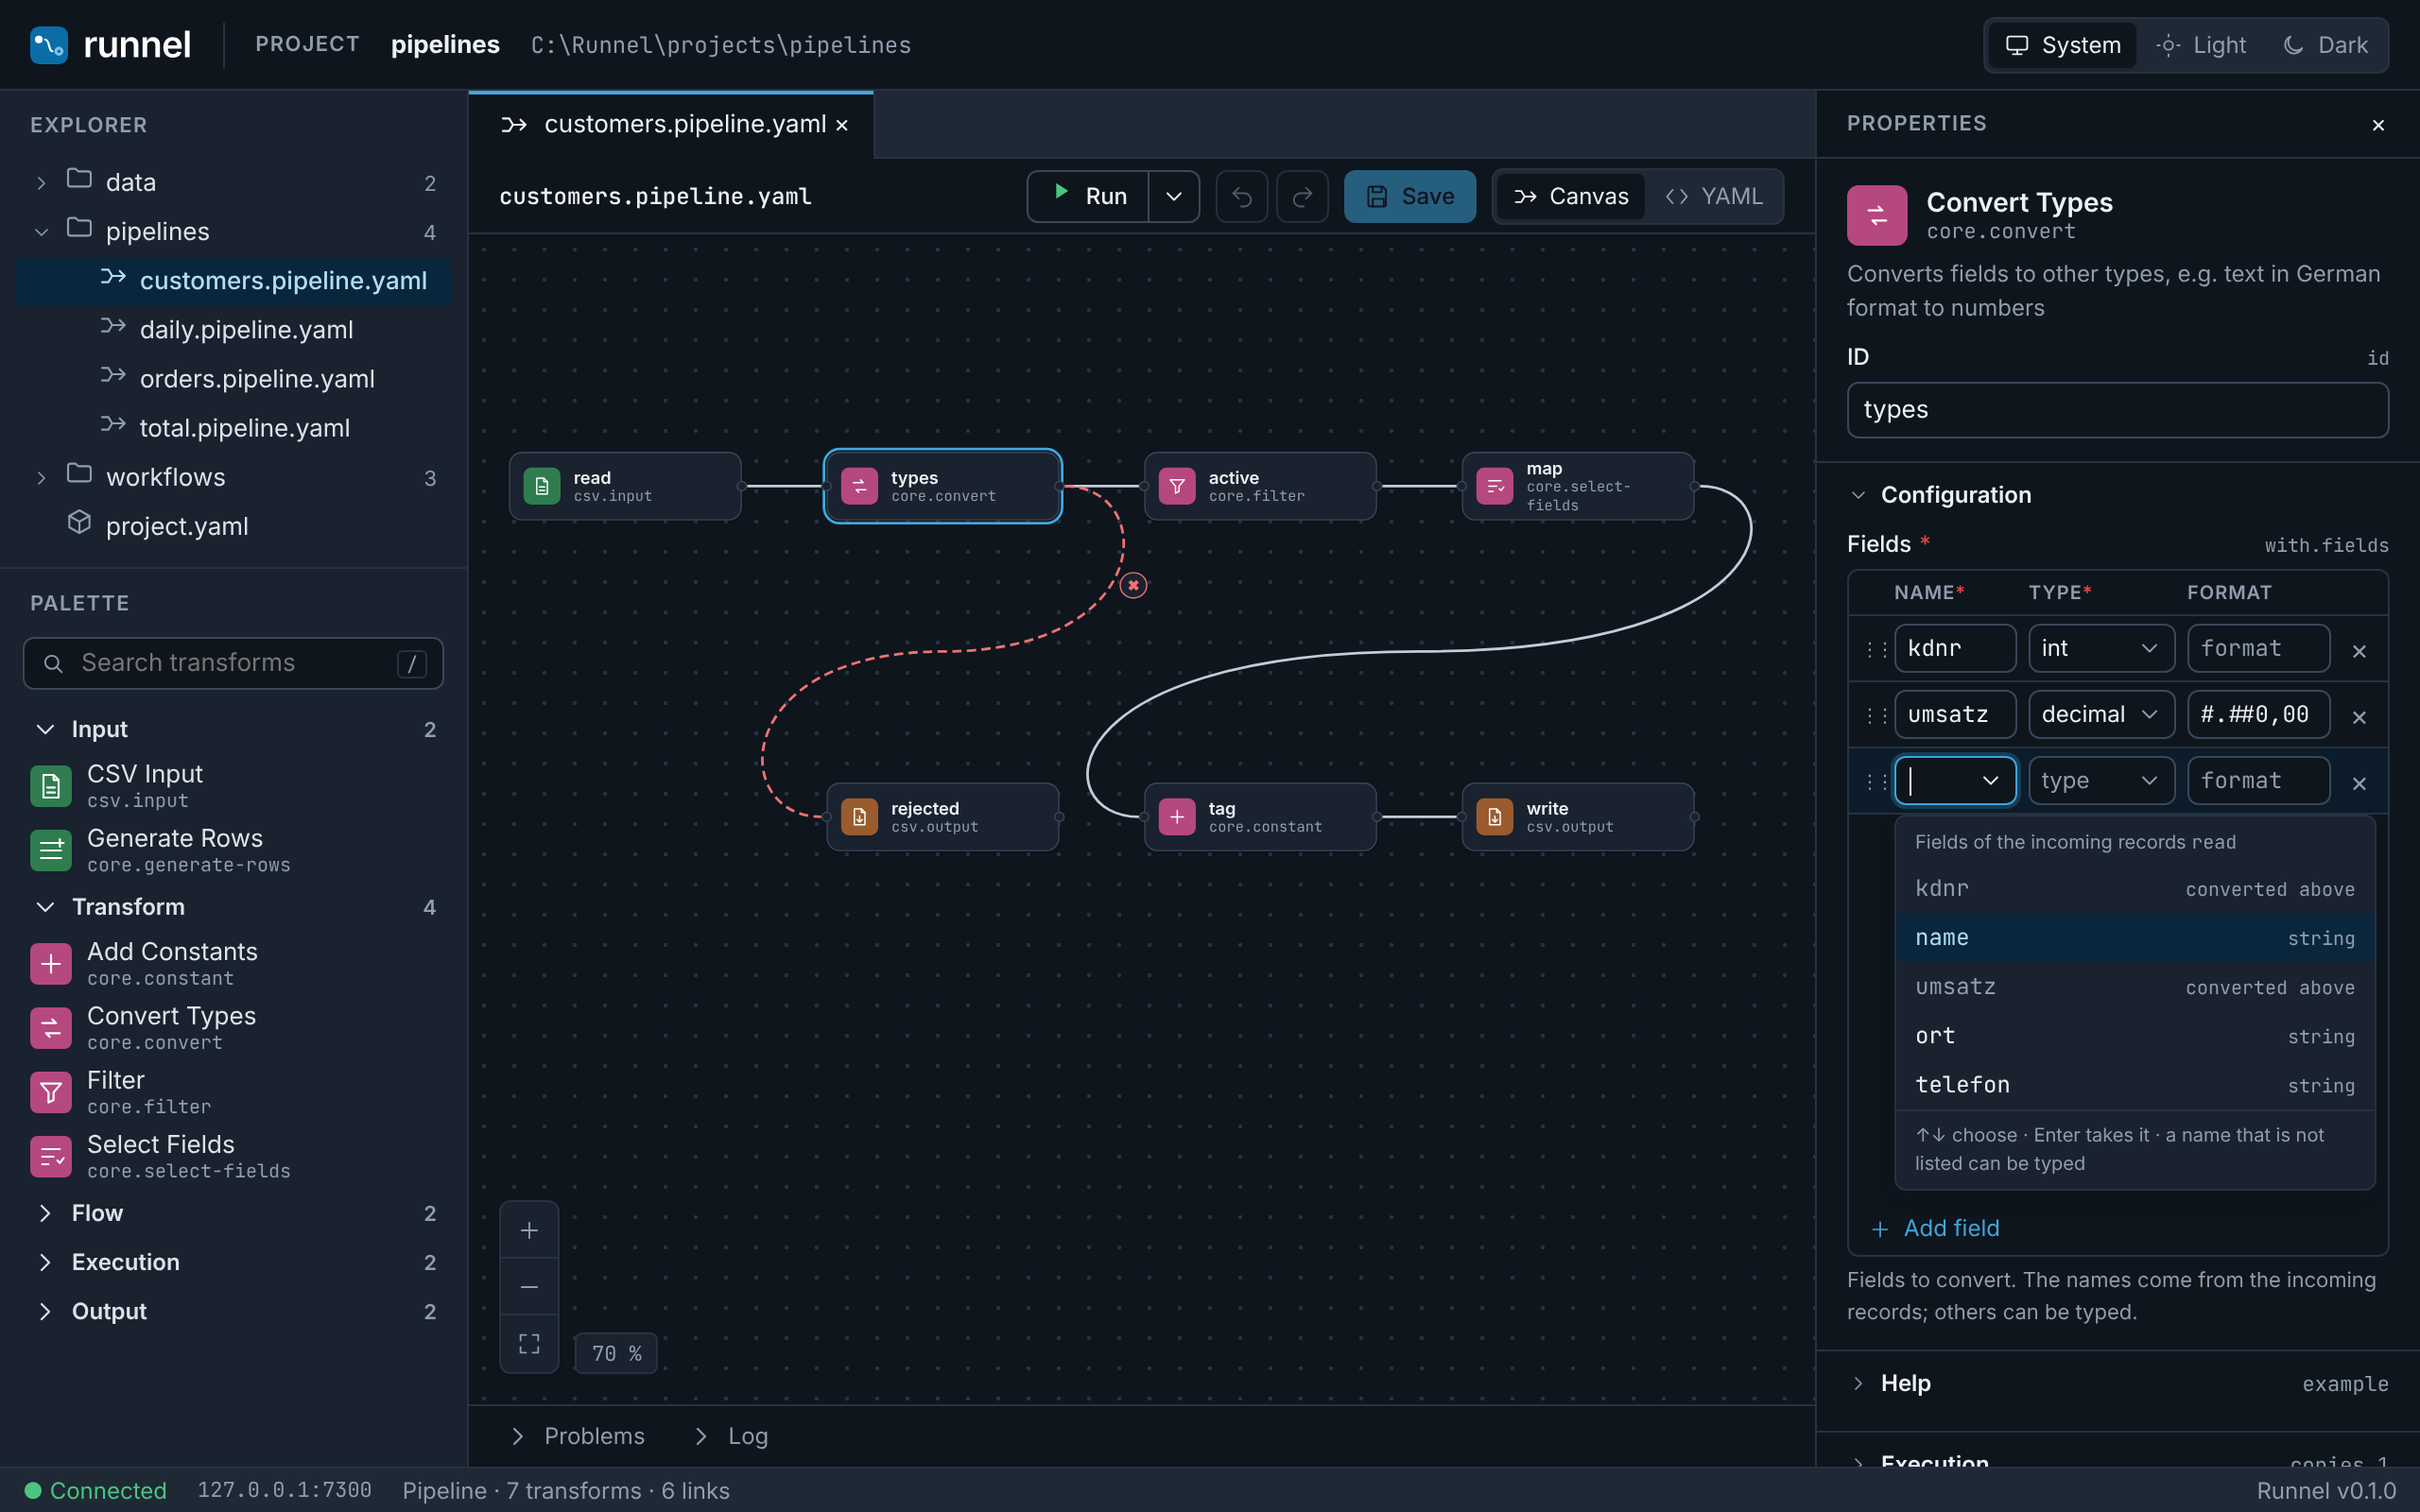 runnel PROJECT pipelines C:\Runnel\projects\pipelines System Light Dark
EXPLORER
data 2
pipelines 4
customers.pipeline.yaml
daily.pipeline.yaml
orders.pipeline.yaml
total.pipeline.yaml
workflows 3
project.yaml
PALETTE
Search transforms /
Input 2
CSV Input
csv.input
Generate Rows
core.generate-rows
Transform 4
Add Constants
core.constant
Convert Types
core.convert
Filter
core.filter
Select Fields
core.select-fields
Flow 2
Execution 2
Output 2
customers.pipeline.yaml ×
customers.pipeline.yaml Run Save Canvas YAML
read
csv.input
types
core.convert
active
core.filter
map
core.select-
fields
rejected
csv.output
tag
core.constant
write
csv.output
70 %
Problems Log
PROPERTIES ×
Convert Types
core.convert
Converts fields to other types, e.g. text in German
format to numbers
ID id
types
Configuration
Fields * with.fields
NAME* TYPE* FORMAT
kdnr int format ×
umsatz decimal #.##0,00 ×
type format ×
Fields of the incoming records read
kdnr converted above
name string
umsatz converted above
ort string
telefon string
↑↓ choose · Enter takes it · a name that is not
listed can be typed
+ Add field
Fields to convert. The names come from the incoming
records; others can be typed.
Help example
Execution copies 1
Connected 127.0.0.1:7300 Pipeline · 7 transforms · 6 links Runnel v0.1.0